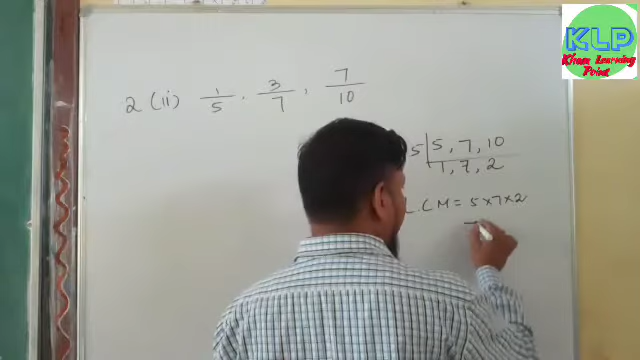 KLP
Khan Learning
Point
2 (ii) 1/5, 3/7, 7/10
5 | 5, 7, 10
1, 7, 2
L.C M = 5×7×2